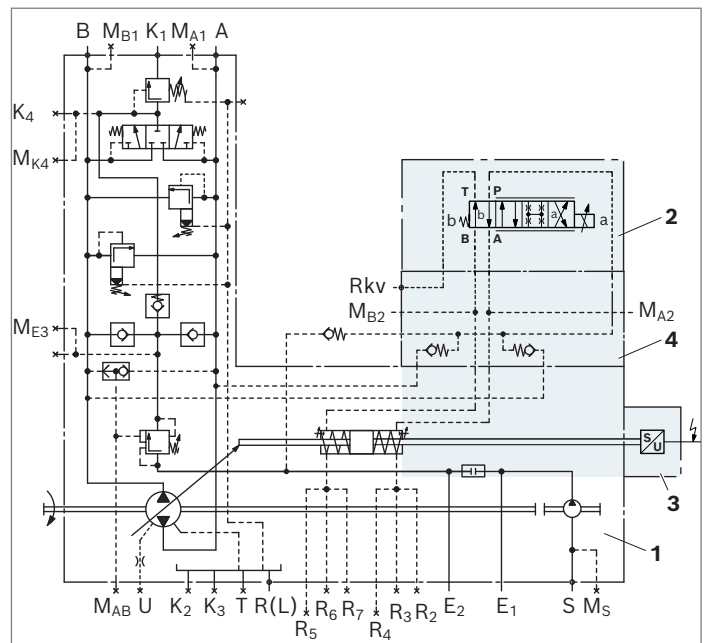 B M_B1 K_1 M_A1 A
K_4
M_K4
T P
b b a a
B A
2
Rkv
M_B2 M_A2
M_E3
4
S
U
3
1
M_AB U K_2 K_3 T R(L) R_6 R_7 R_3 R_2 E_2 E_1 S M_S
R_5 R_4